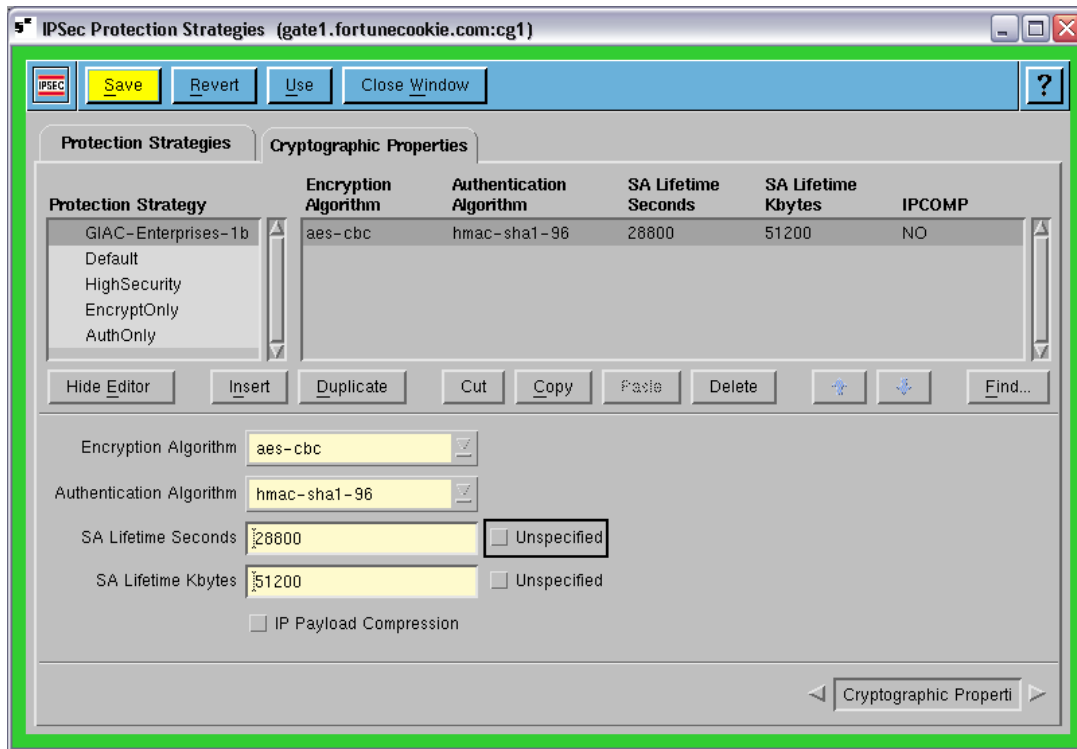 IPSec Protection Strategies (gate1.fortunecookie.com:cg1)
IPSEC Save Revert Use Close Window ?
Protection Strategies Cryptographic Properties
Protection Strategy Encryption Algorithm Authentication Algorithm SA Lifetime Seconds SA Lifetime Kbytes IPCOMP
GIAC-Enterprises-1b aes-cbc hmac-sha1-96 28800 51200 NO
Default
HighSecurity
EncryptOnly
AuthOnly
Hide Editor Insert Duplicate Cut Copy Paste Delete Find...
Encryption Algorithm aes-cbc
Authentication Algorithm hmac-sha1-96
SA Lifetime Seconds 28800 Unspecified
SA Lifetime Kbytes 51200 Unspecified
IP Payload Compression
Cryptographic Properti